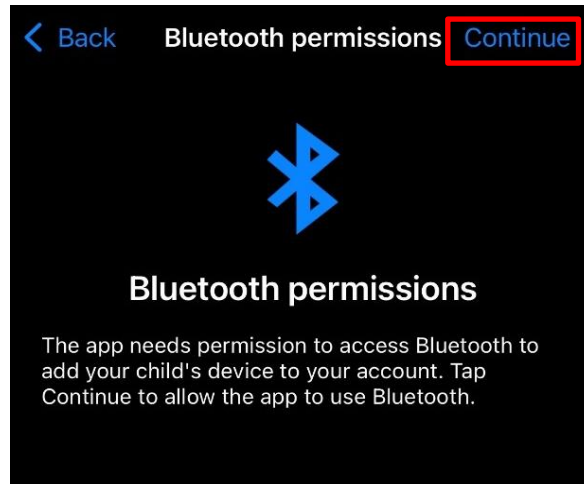 Back Bluetooth permissions Continue
Bluetooth permissions
The app needs permission to access Bluetooth to
add your child's device to your account. Tap
Continue to allow the app to use Bluetooth.